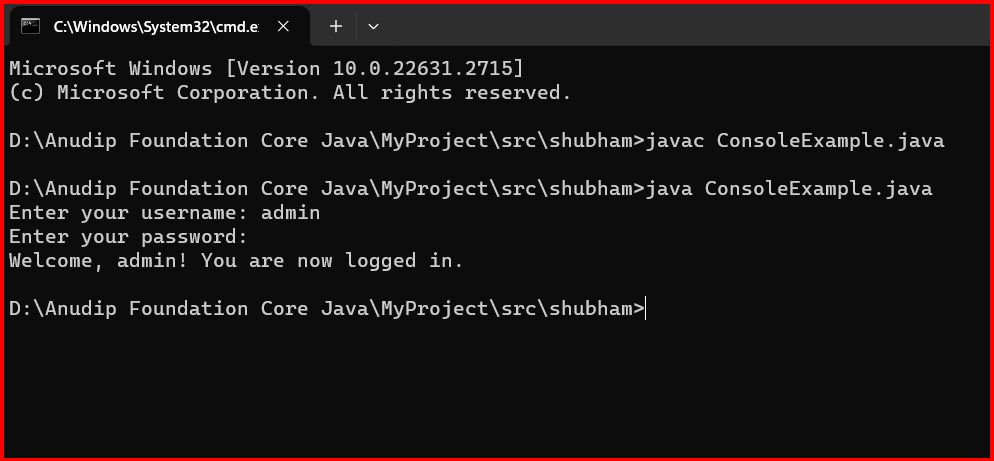 C:\Windows\System32\cmd.e
Microsoft Windows [Version 10.0.22631.2715]
(c) Microsoft Corporation. All rights reserved.
D:\Anudip Foundation Core Java\MyProject\src\shubham>javac ConsoleExample.java
D:\Anudip Foundation Core Java\MyProject\src\shubham>java ConsoleExample.java
Enter your username: admin
Enter your password:
Welcome, admin! You are now logged in.
D:\Anudip Foundation Core Java\MyProject\src\shubham>